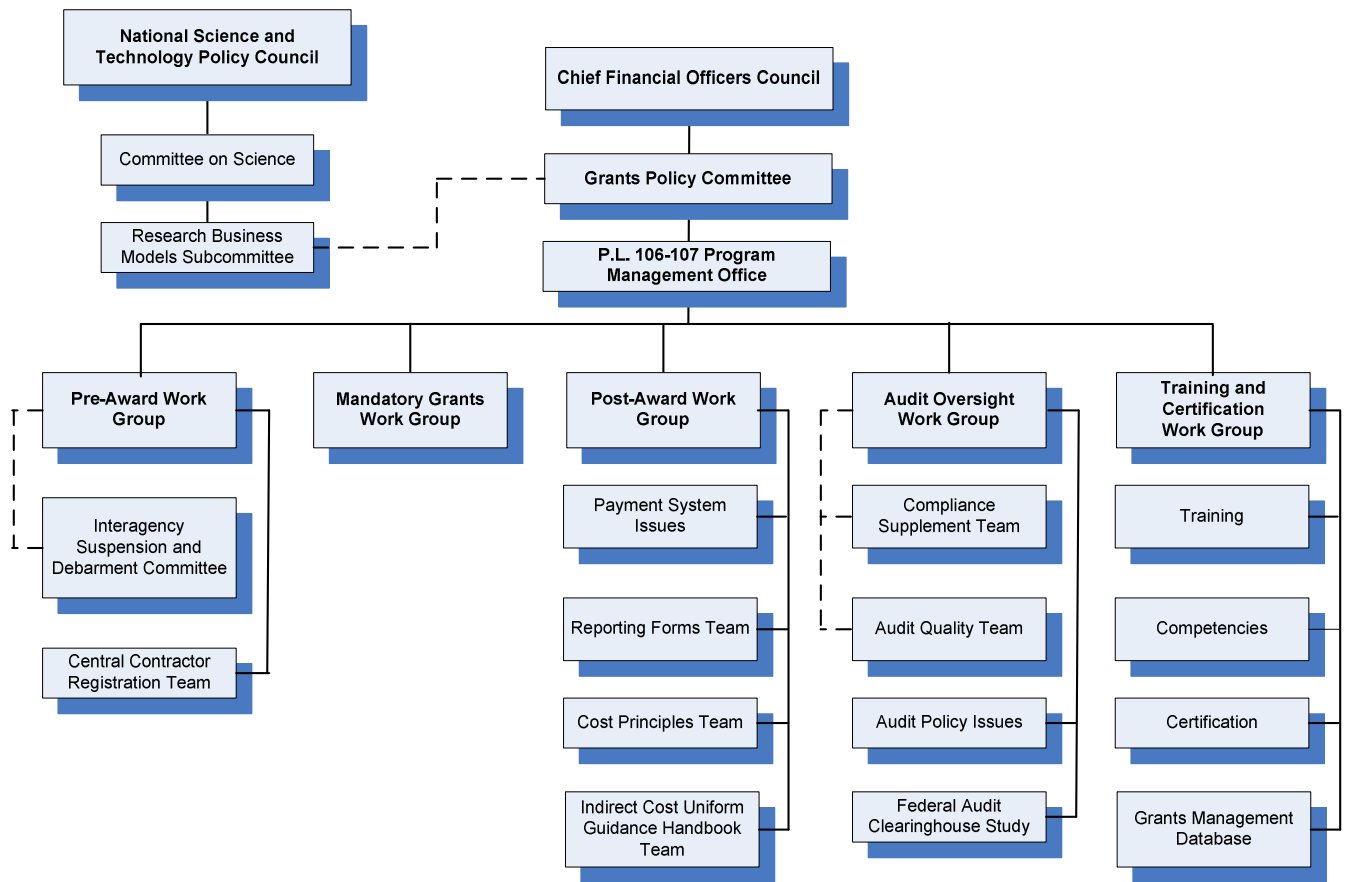 National Science and
Technology Policy Council
Chief Financial Officers Council
Committee on Science
Grants Policy Committee
Research Business
Models Subcommittee
P.L. 106-107 Program
Management Office
Pre-Award Work
Group
Mandatory Grants
Work Group
Post-Award Work
Group
Audit Oversight
Work Group
Training and
Certification
Work Group
Interagency
Suspension and
Debarment Committee
Central Contractor
Registration Team
Payment System
Issues
Reporting Forms Team
Cost Principles Team
Indirect Cost Uniform
Guidance Handbook
Team
Compliance
Supplement Team
Audit Quality Team
Audit Policy Issues
Federal Audit
Clearinghouse Study
Training
Competencies
Certification
Grants Management
Database